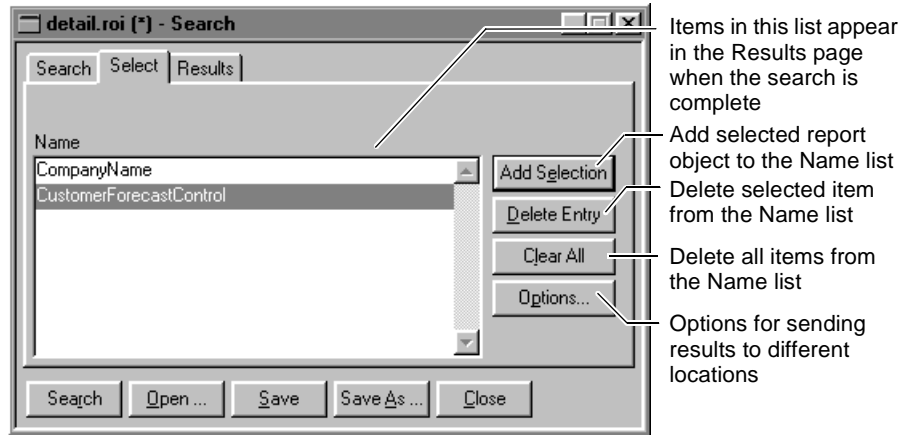 detail.roi (*) - Search
Search Select Results
Name
CompanyName
CustomerForecastControl
Add Selection
Delete Entry
Clear All
Options...
Search Open ... Save Save As ... Close
Items in this list appear
in the Results page
when the search is
complete
Add selected report
object to the Name list
Delete selected item
from the Name list
Delete all items from
the Name list
Options for sending
results to different
locations